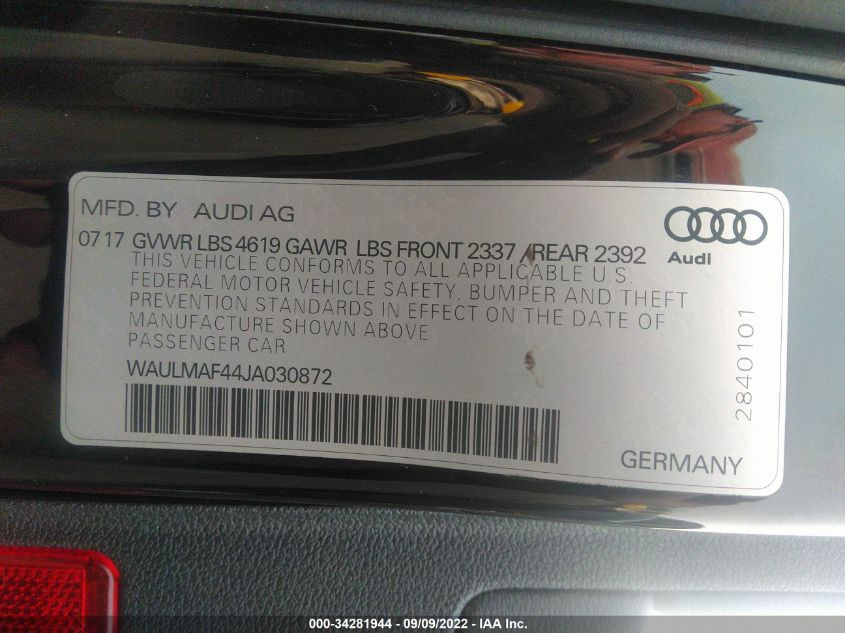 MFD. BY AUDI AG
07 17 GVWR LBS 4619 GAWR LBS FRONT 2337 /REAR 2392
Audi
THIS VEHICLE CONFORMS TO ALL APPLICABLE U.S.
FEDERAL MOTOR VEHICLE SAFETY, BUMPER AND THEFT
PREVENTION STANDARDS IN EFFECT ON THE DATE OF
MANUFACTURE SHOWN ABOVE
PASSENGER CAR
WAULMAF44JA030872
2840101
GERMANY
000-34281944 - 09/09/2022 - IAA Inc.